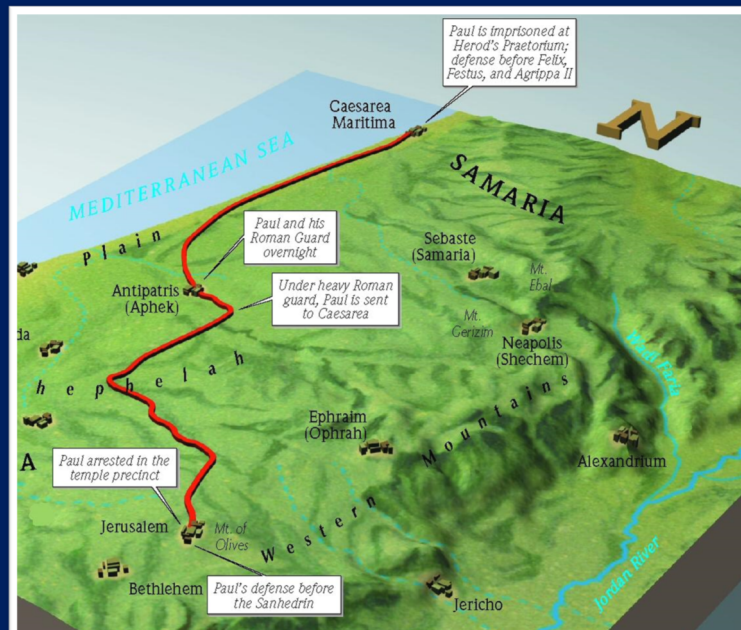 Paul is imprisoned at
Herod's Praetorium;
defense before Felix,
Festus, and Agrippa II
Caesarea
Maritima
N
MEDITERRANEAN SEA
SAMARIA
Plain
Paul and his
Roman Guard
overnight
Sebaste
(Samaria)
Mt.
Ebal
Antipatris
(Aphek)
Under heavy Roman
guard, Paul is sent
to Caesarea
Mt.
Gerizim
Neapolis
(Shechem)
Wadi Faria
da
hephelah
Ephraim
(Ophrah)
Western Mountains
Alexandrium
A
Paul arrested in the
temple precinct
Jerusalem
Mt. of
Olives
Bethlehem
Paul's defense before
the Sanhedrin
Jericho
Jordan River